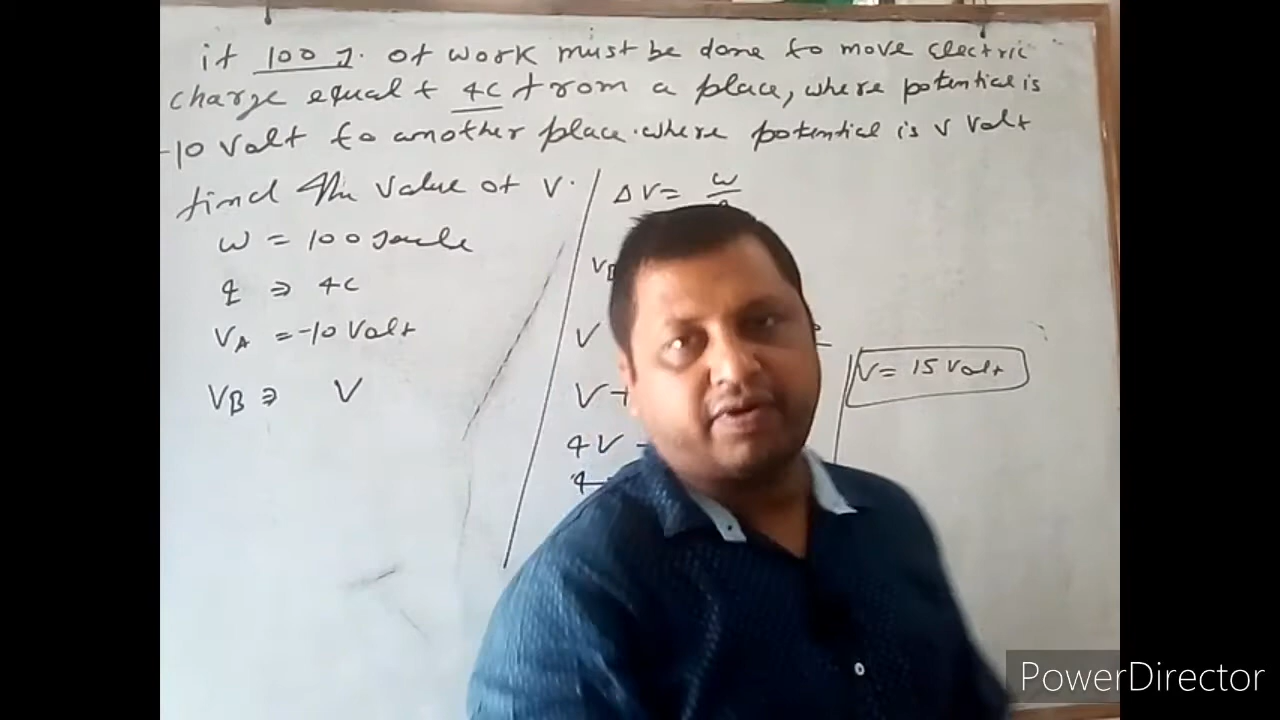 if 100 J. of work must be done to move electric
charge equal t 4C from a place, where potential is
-10 Volt to another place. where potential is v Volt
find the value of V.
W = 100 Joule
q ⇒ 4C
VA = -10 Volt
VB ⇒ V
ΔV = W
V
V+
4V -
V = 15 Volt
PowerDirector